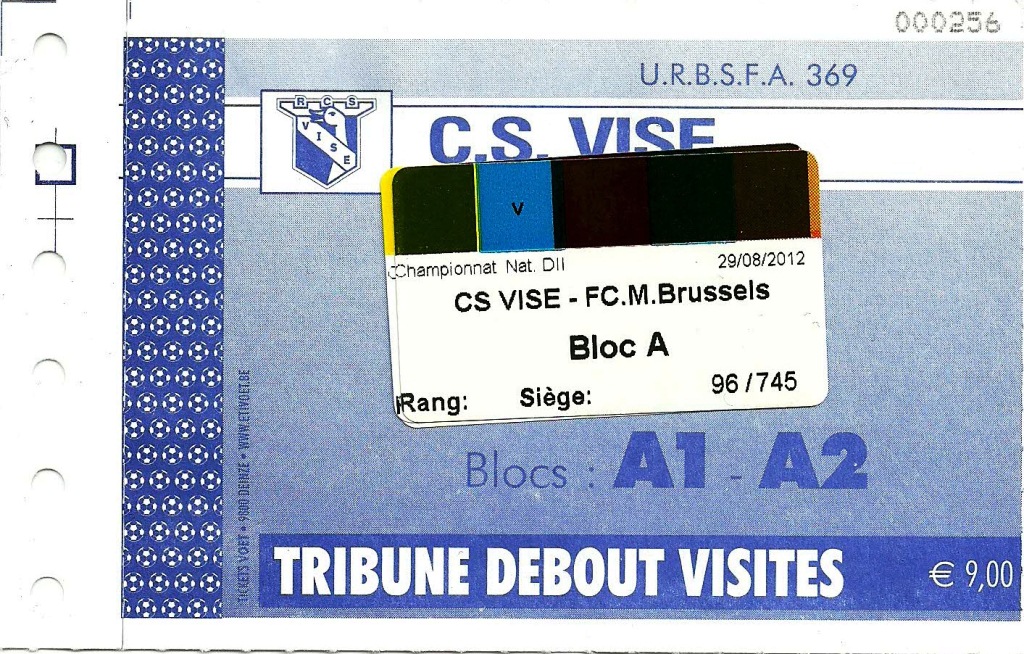 000256
U.R.B.S.F.A. 369
R C S
VISE
C.S. VISE
V
Championnat Nat. DII 29/08/2012
CS VISE - FC.M.Brussels
Bloc A
Rang: Siège: 96 / 745
Blocs : A1 - A2
TRIBUNE DEBOUT VISITES € 9,00
TICKETS VOET • 9800 DEINZE • WWW.ETIVOET.BE